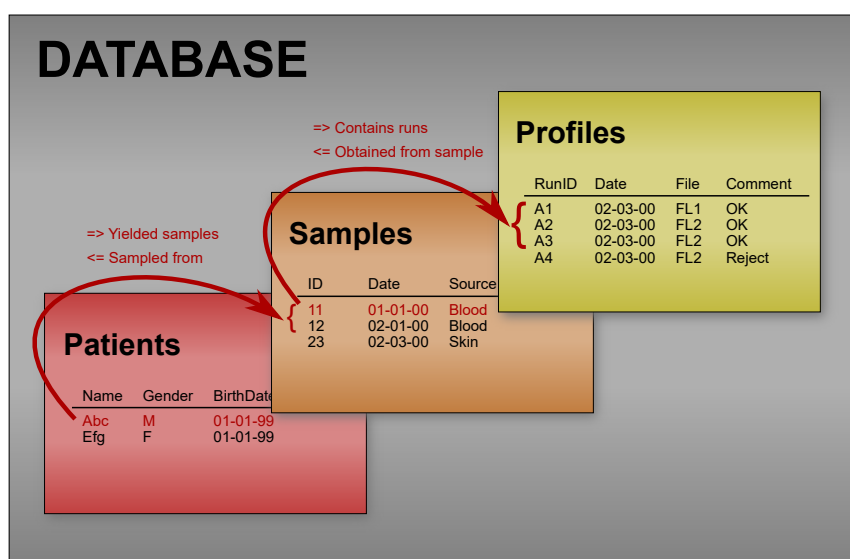 DATABASE
=> Contains runs
<= Obtained from sample
Profiles
RunID Date File Comment
A1 02-03-00 FL1 OK
A2 02-03-00 FL2 OK
A3 02-03-00 FL2 OK
A4 02-03-00 FL2 Reject
=> Yielded samples
<= Sampled from
Samples
ID Date Source
11 01-01-00 Blood
12 02-01-00 Blood
23 02-03-00 Skin
Patients
Name Gender BirthDate
Abc M 01-01-99
Efg F 01-01-99